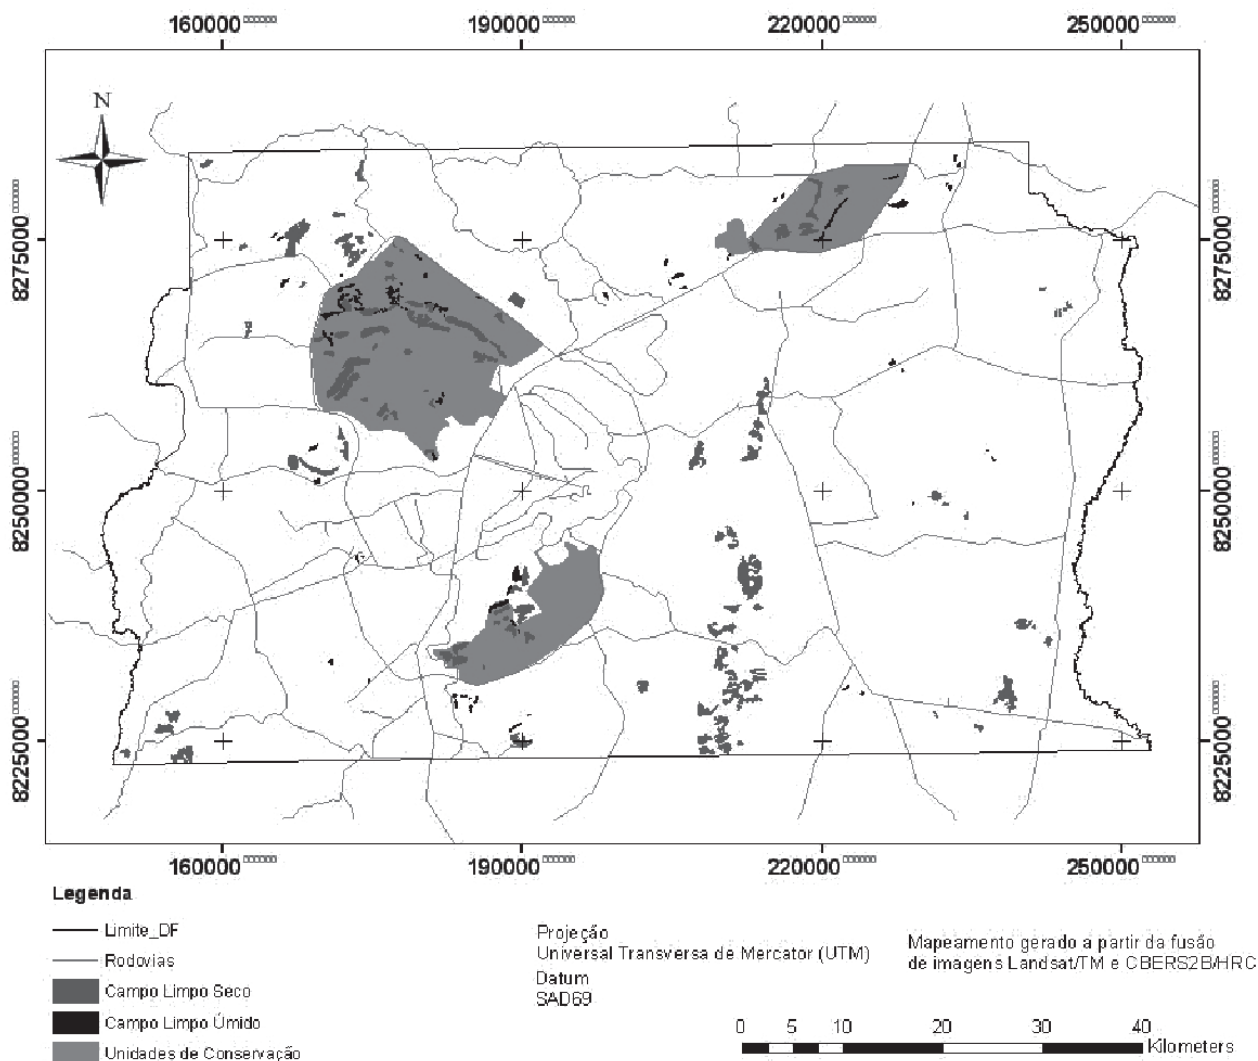 160000 190000 220000 250000
N
8275000 8275000
8250000 8250000
8225000 8225000
160000 190000 220000 250000
Legenda
Limite_DF
Rodovias
Campo Limpo Seco
Campo Limpo Úmido
Unidades de Conservação
Projeção
Universal Transversa de Mercator (UTM)
Datum
SAD69
Mapeamento gerado a partir da fusão
de imagens Landsat/TM e CBERS2B/HRC
0 5 10 20 30 40
Kilometers